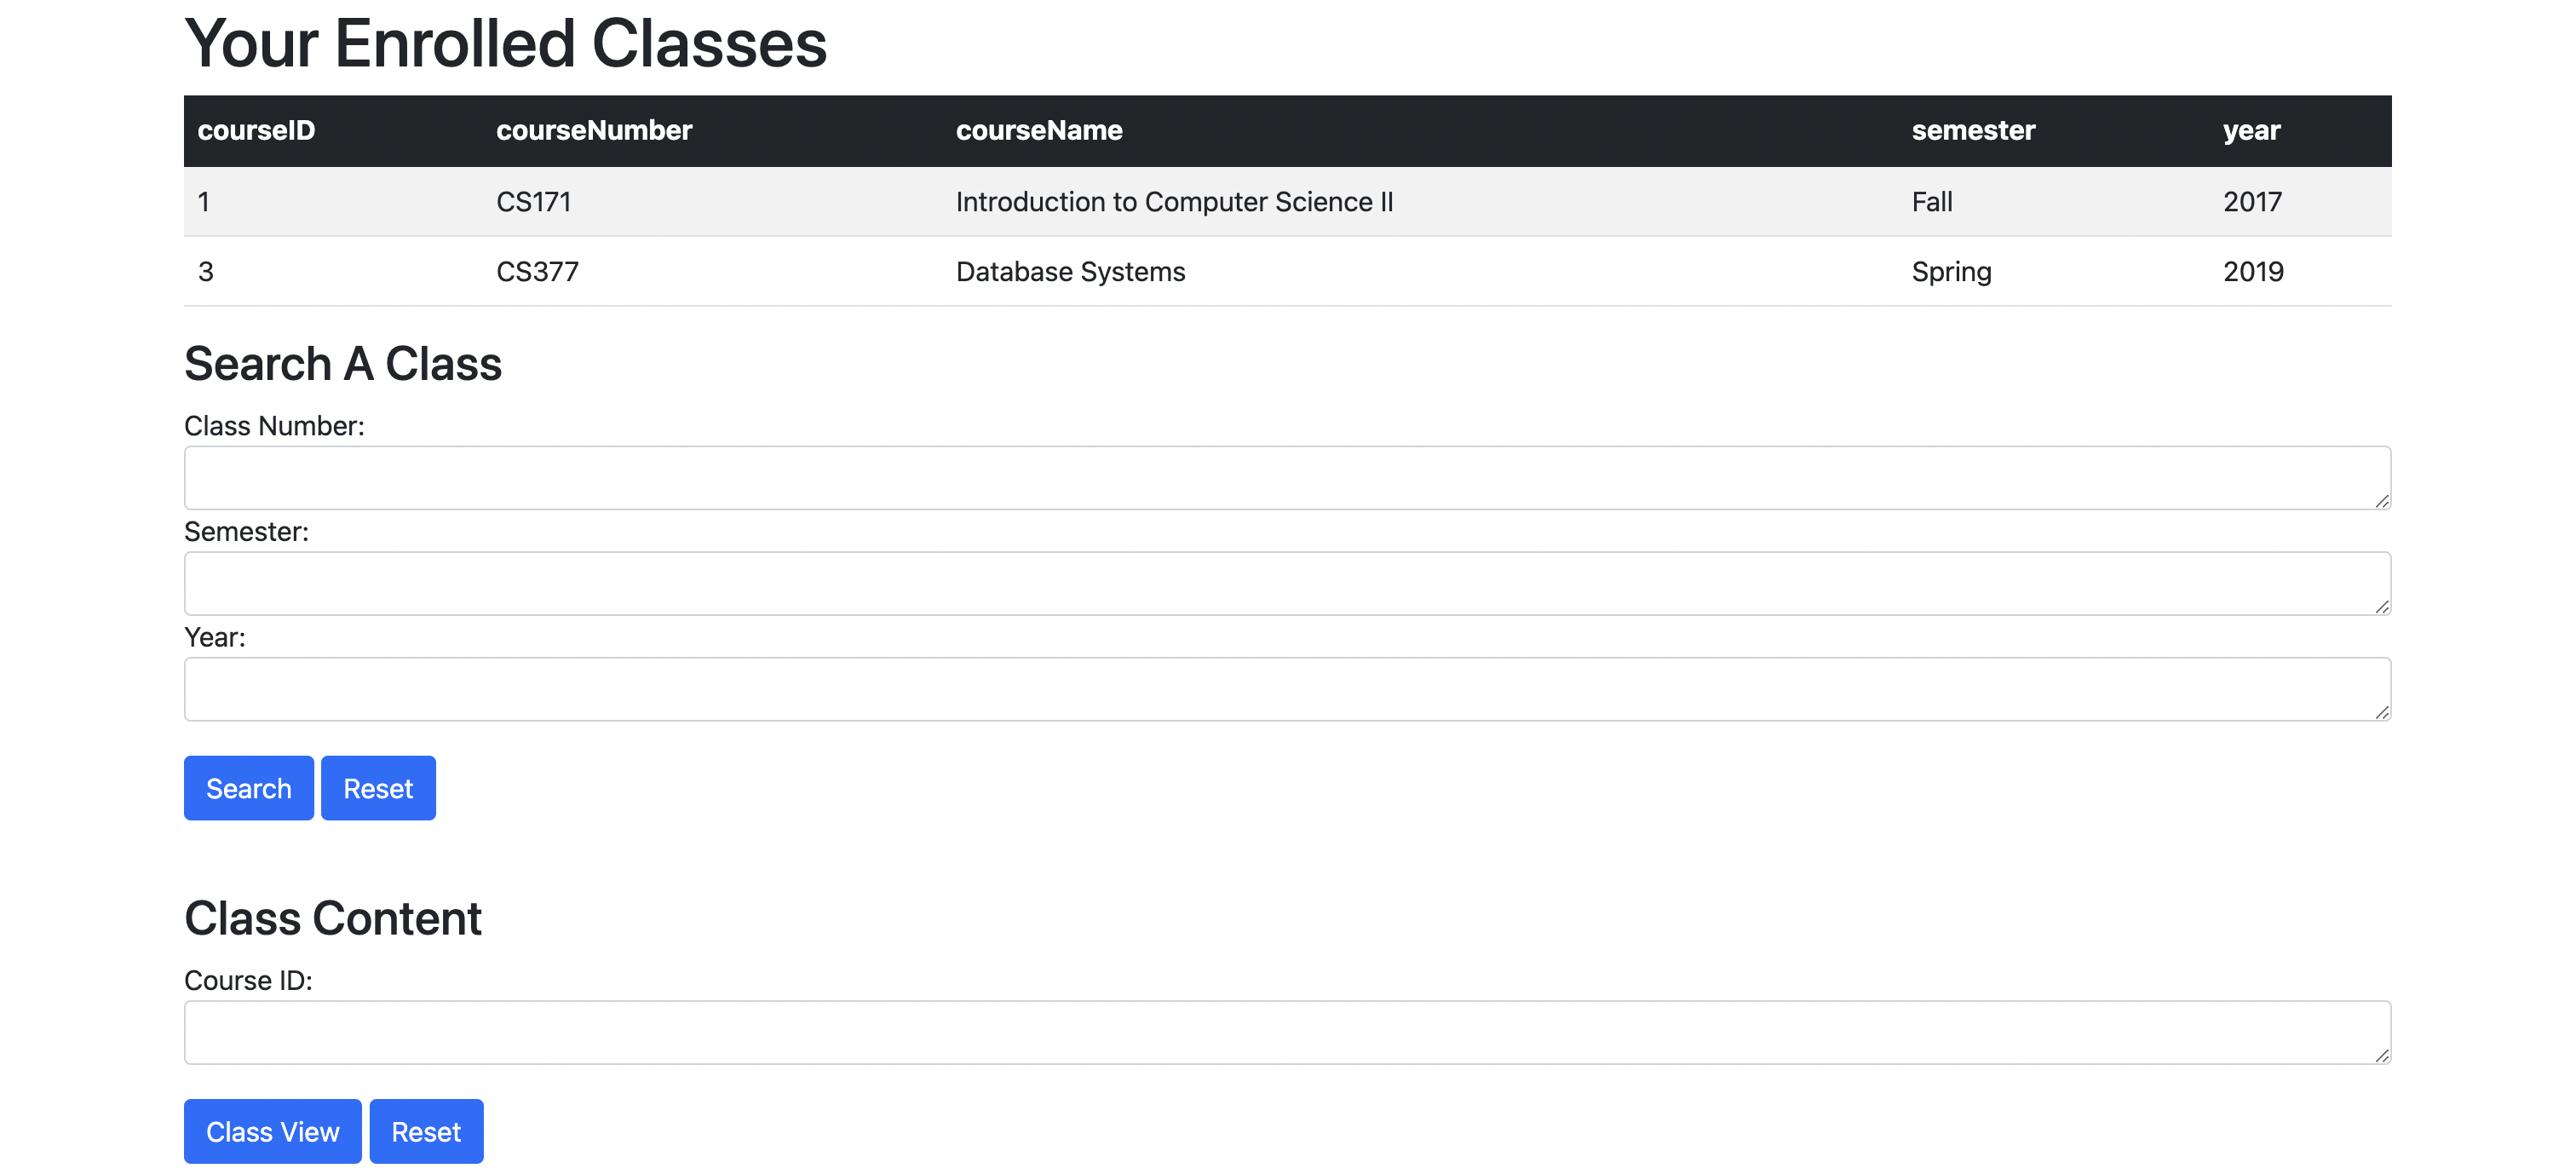 Your Enrolled Classes
courseID courseNumber courseName semester year
1 CS171 Introduction to Computer Science II Fall 2017
3 CS377 Database Systems Spring 2019
Search A Class
Class Number:
Semester:
Year:
Search Reset
Class Content
Course ID:
Class View Reset